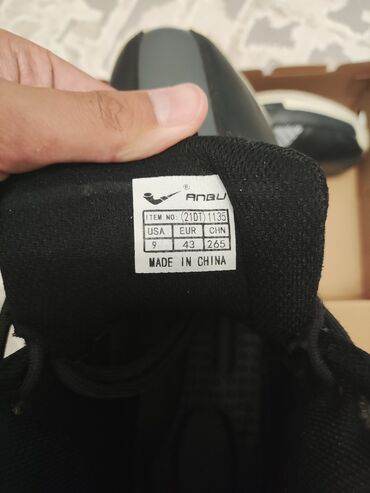 ® ANBU
ITEM NO: (21DT)1135
USA EUR CHN
9 43 265
MADE IN CHINA